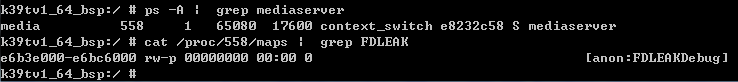 k39tv1_64_bsp:/ # ps -A | grep mediaserver
media 558 1 65080 17600 context_switch e8232c58 S mediaserver
k39tv1_64_bsp:/ # cat /proc/558/maps | grep FDLEAK
e6b3e000-e6bc6000 rw-p 00000000 00:00 0 [anon:FDLEAKDebug]
k39tv1_64_bsp:/ #